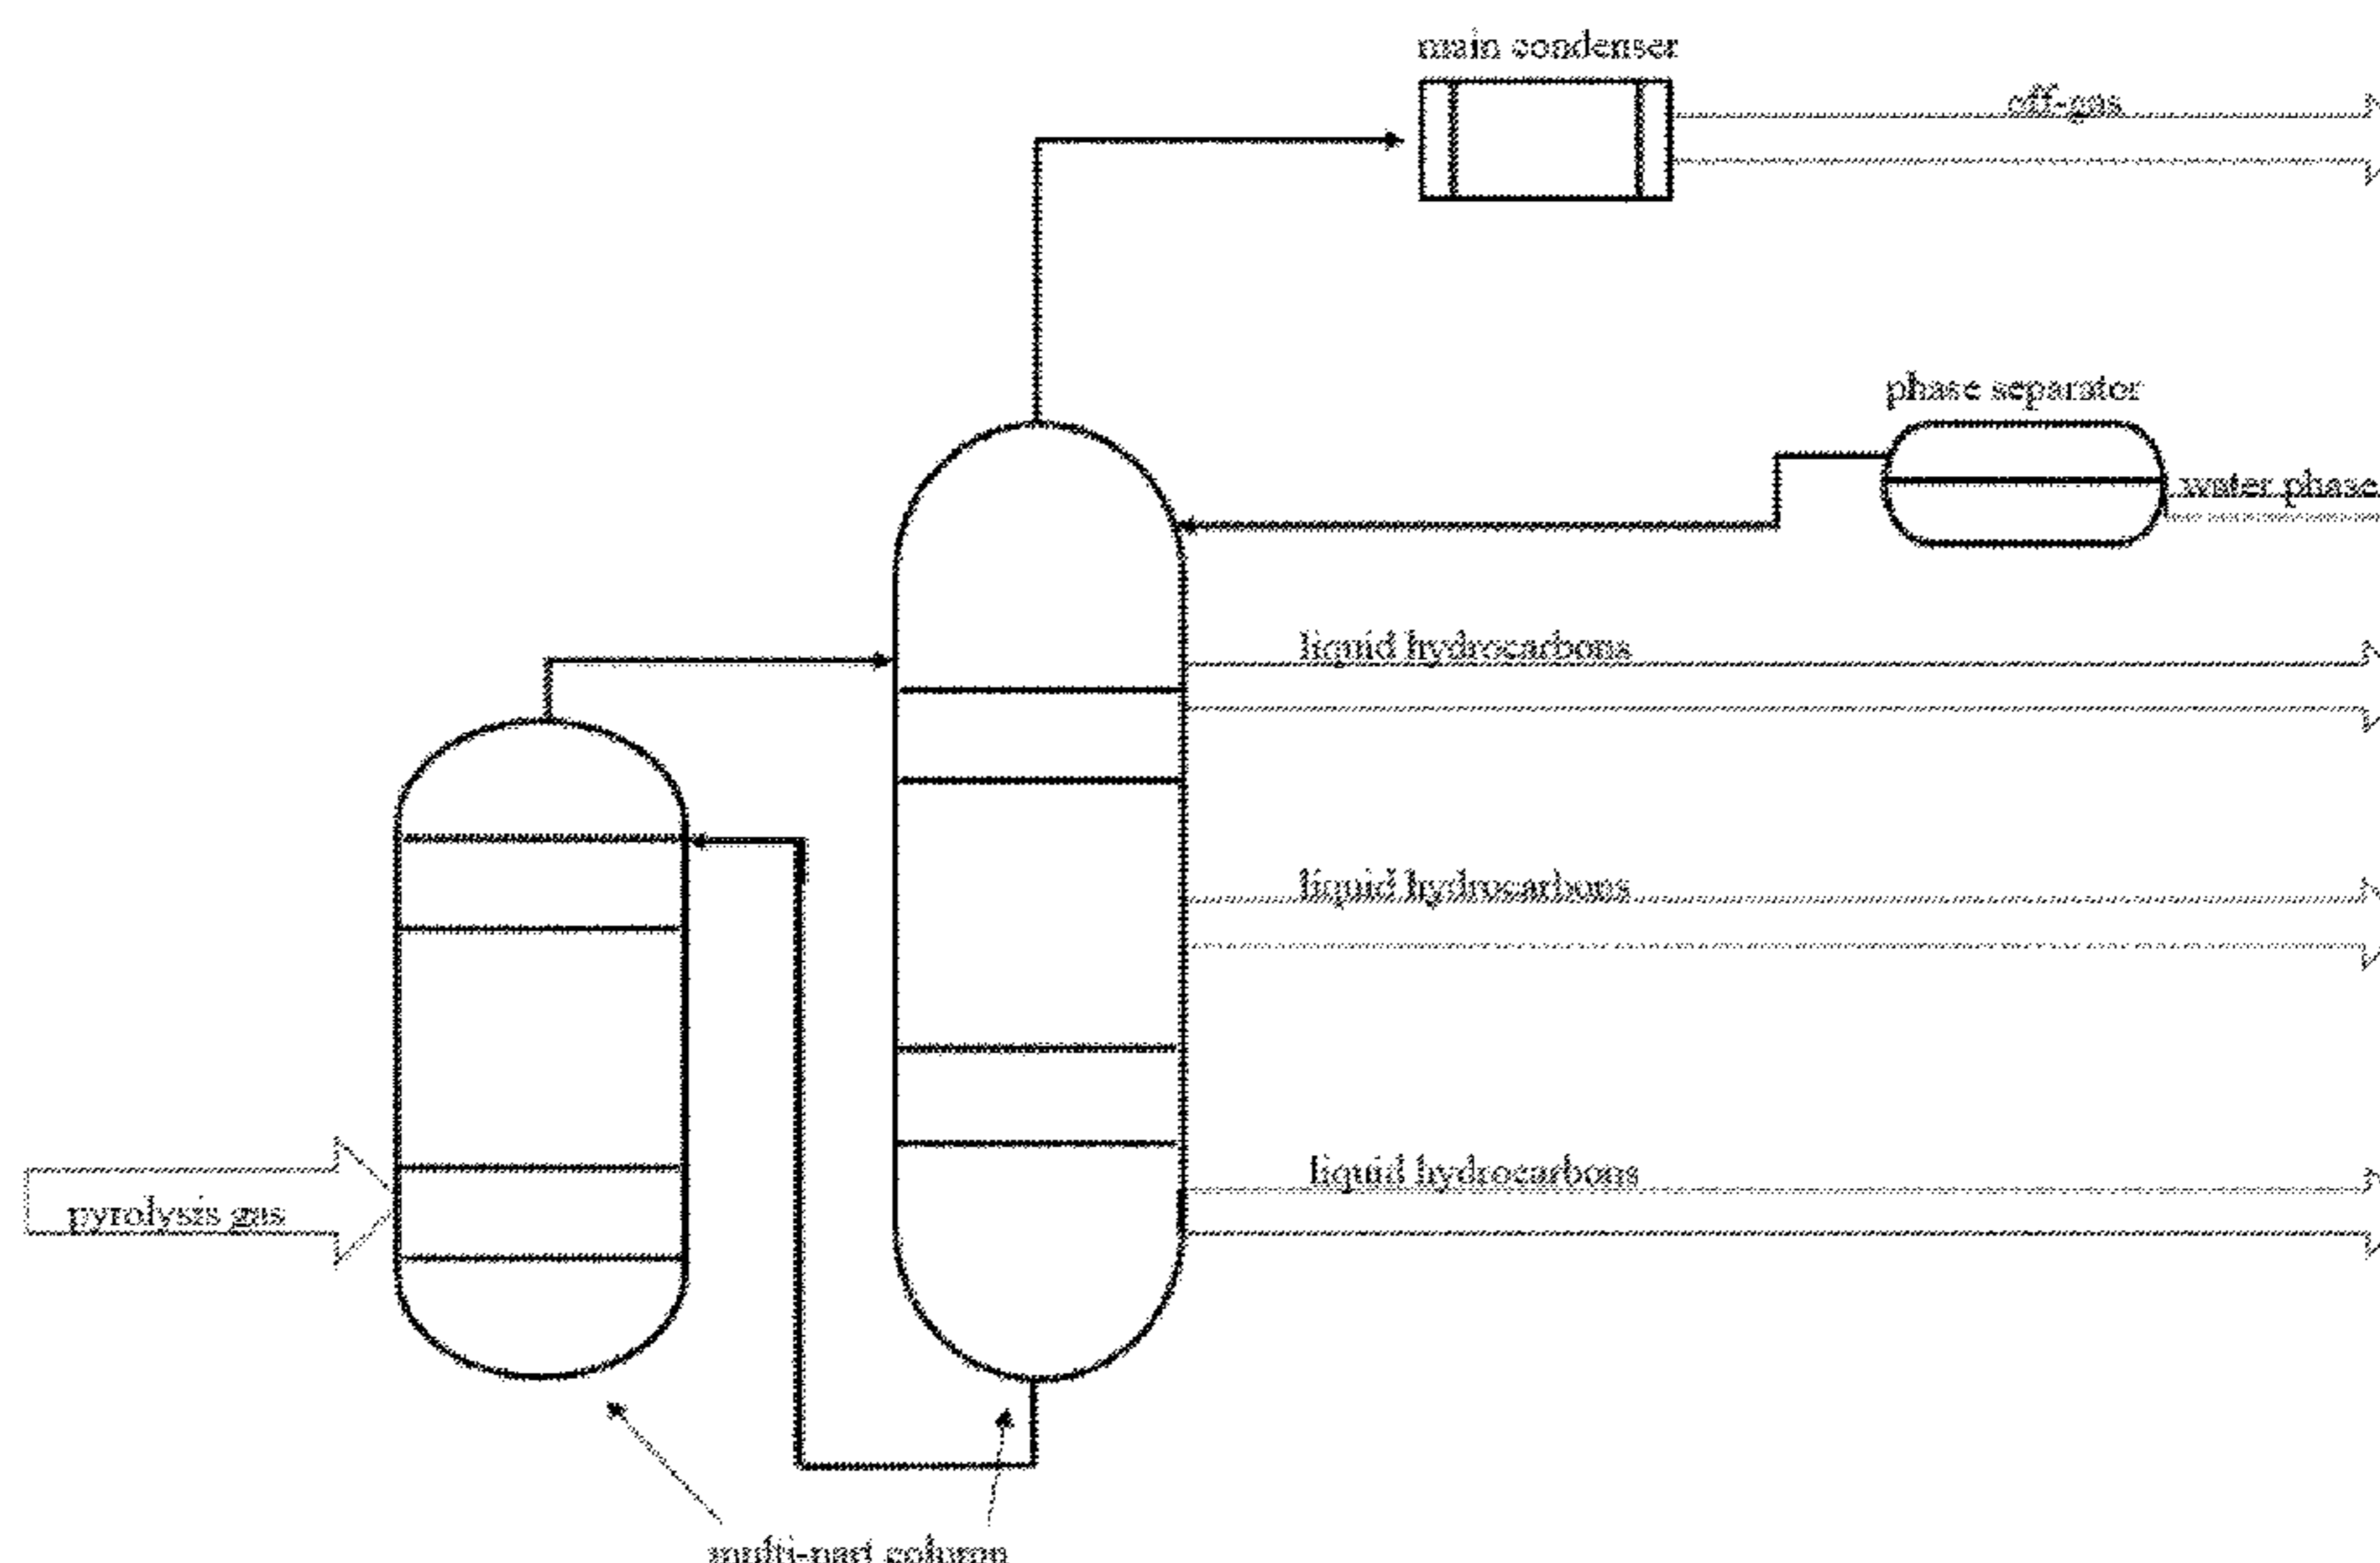 main condenser
off-gas
phase separator
water phase
liquid hydrocarbons
liquid hydrocarbons
liquid hydrocarbons
pyrolysis gas
multi-part column